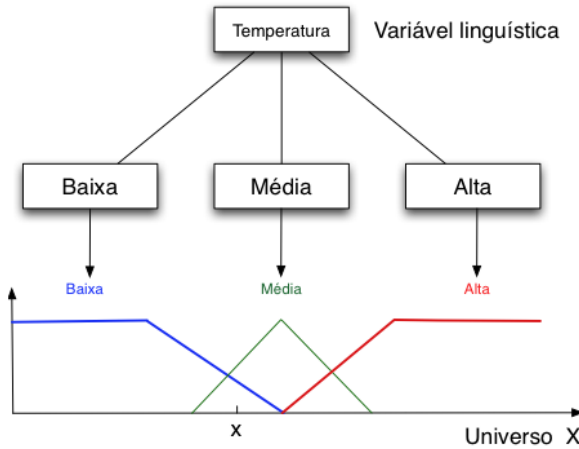 Temperatura
Variável linguística
Baixa
Média
Alta
Baixa
Média
Alta
x
Universo X